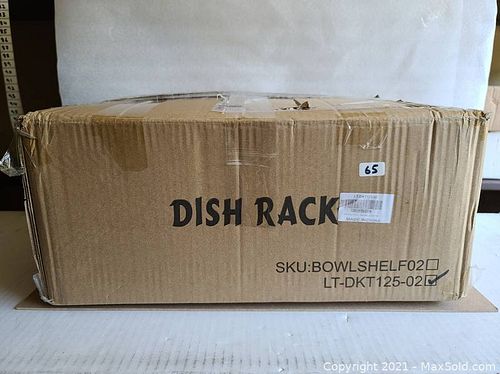 65
DISH RACK
SKU:BOWLSHELF02
LT-DKT125-02
Copyright 2021 - MaxSold.com